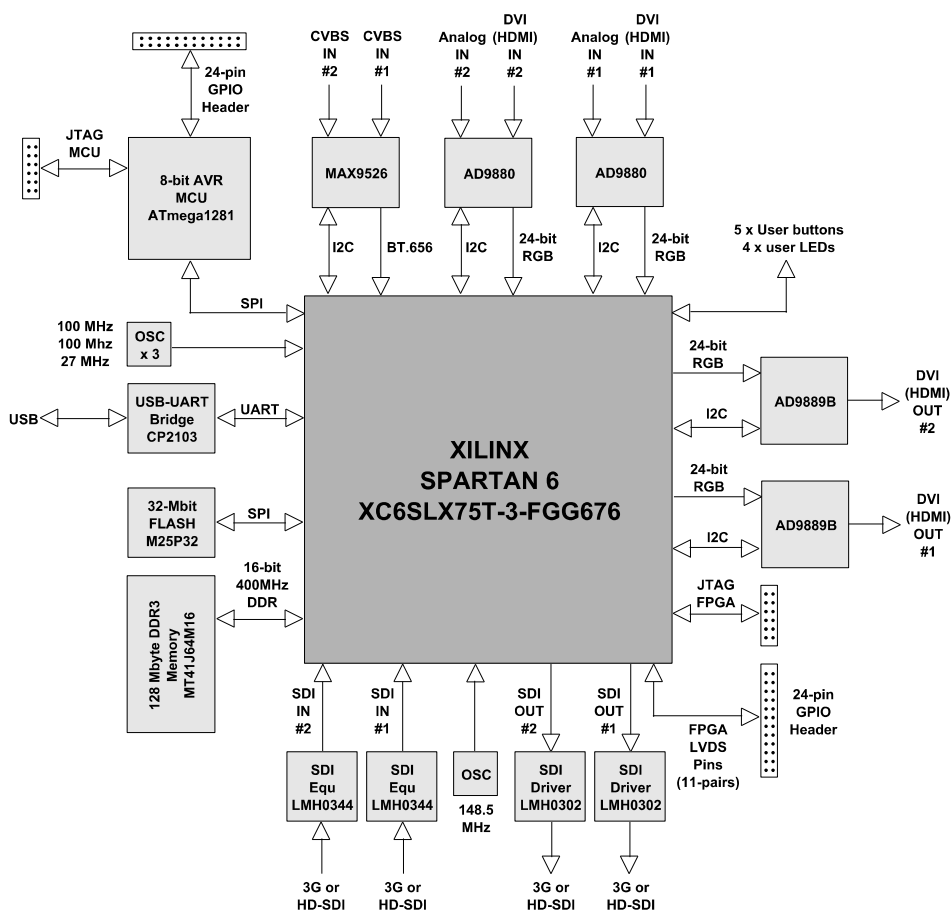 CVBS
IN
#2
CVBS
IN
#1
Analog
IN
#2
DVI
(HDMI)
IN
#2
Analog
IN
#1
DVI
(HDMI)
IN
#1
24-pin
GPIO
Header
JTAG
MCU
8-bit AVR
MCU
ATmega1281
MAX9526
AD9880
AD9880
I2C
BT.656
I2C
24-bit
RGB
I2C
24-bit
RGB
5 x User buttons
4 x user LEDs
SPI
100 MHz
100 Mhz
27 MHz
OSC
x 3
USB
USB-UART
Bridge
CP2103
UART
32-Mbit
FLASH
M25P32
SPI
128 Mbyte DDR3
Memory
MT41J64M16
16-bit
400MHz
DDR
XILINX
SPARTAN 6
XC6SLX75T-3-FGG676
24-bit
RGB
I2C
AD9889B
DVI
(HDMI)
OUT
#2
24-bit
RGB
I2C
AD9889B
DVI
(HDMI)
OUT
#1
JTAG
FPGA
SDI
IN
#2
SDI
IN
#1
SDI
OUT
#2
SDI
OUT
#1
FPGA
LVDS
Pins
(11-pairs)
24-pin
GPIO
Header
SDI
Equ
LMH0344
SDI
Equ
LMH0344
OSC
148.5
MHz
SDI
Driver
LMH0302
SDI
Driver
LMH0302
3G or
HD-SDI
3G or
HD-SDI
3G or
HD-SDI
3G or
HD-SDI